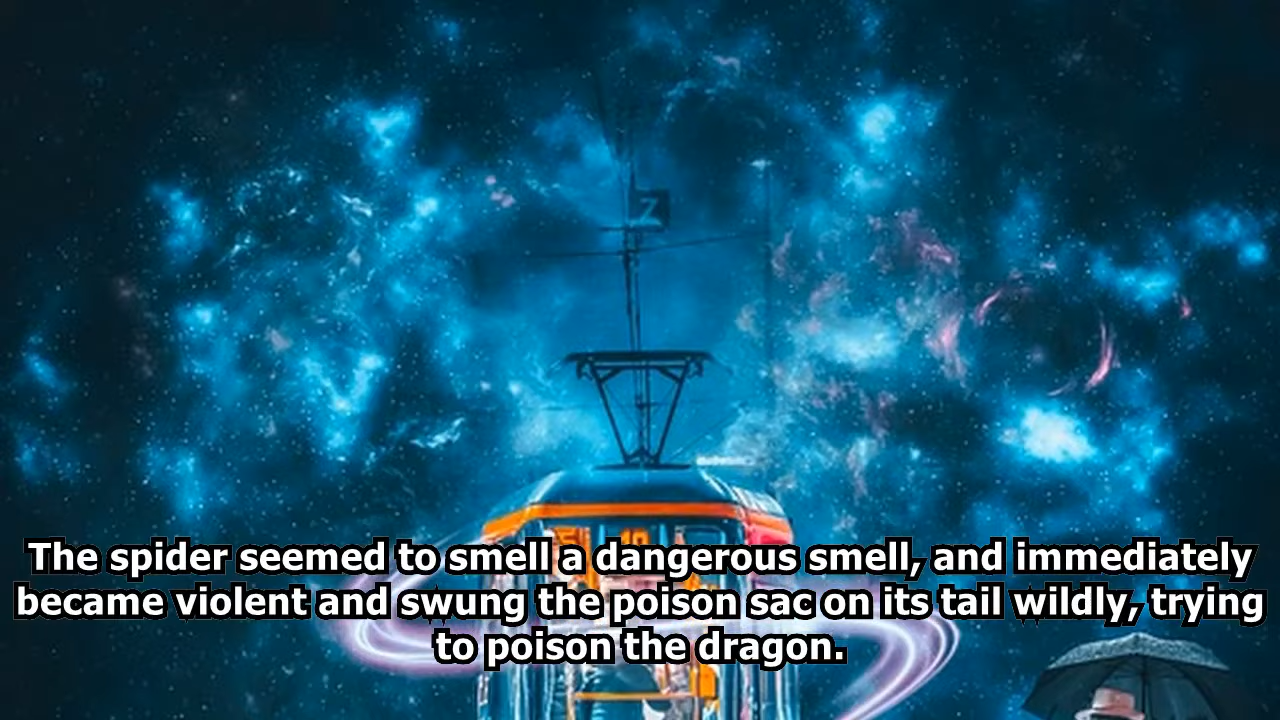 Z
The spider seemed to smell a dangerous smell, and immediately
became violent and swung the poison sac on its tail wildly, trying
to poison the dragon.